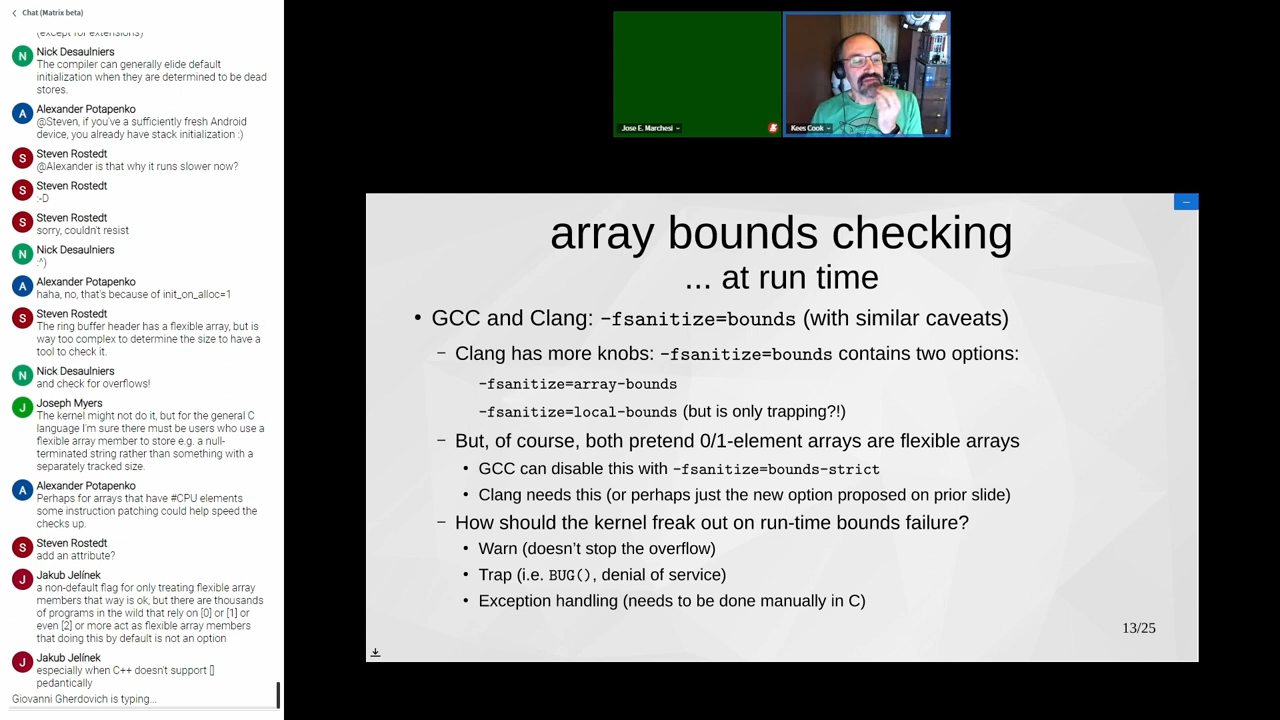 Chat (Matrix beta)
(except for extensions)
N
Nick Desaulniers
The compiler can generally elide default
initialization when they are determined to be dead
stores.
A
Alexander Potapenko
@Steven, if you've a sufficiently fresh Android
device, you already have stack initialization :)
S
Steven Rostedt
@Alexander is that why it runs slower now?
S
Steven Rostedt
:-D
S
Steven Rostedt
sorry, couldn't resist
N
Nick Desaulniers
:^)
A
Alexander Potapenko
haha, no, that's because of init_on_alloc=1
S
Steven Rostedt
The ring buffer header has a flexible array, but is
way too complex to determine the size to have a
tool to check it.
N
Nick Desaulniers
and check for overflows!
J
Joseph Myers
The kernel might not do it, but for the general C
language I'm sure there must be users who use a
flexible array member to store e.g. a null-
terminated string rather than something with a
separately tracked size.
A
Alexander Potapenko
Perhaps for arrays that have #CPU elements
some instruction patching could help speed the
checks up.
S
Steven Rostedt
add an attribute?
J
Jakub Jelínek
a non-default flag for only treating flexible array
members that way is ok, but there are thousands
of programs in the wild that rely on [0] or [1] or
even [2] or more act as flexible array members
that doing this by default is not an option
J
Jakub Jelínek
especially when C++ doesn't support []
pedantically
Giovanni Gherdovich is typing...
Jose E. Marchesi
Kees Cook
array bounds checking
... at run time
• GCC and Clang: -fsanitize=bounds (with similar caveats)
– Clang has more knobs: -fsanitize=bounds contains two options:
-fsanitize=array-bounds
-fsanitize=local-bounds (but is only trapping?!)
– But, of course, both pretend 0/1-element arrays are flexible arrays
• GCC can disable this with -fsanitize=bounds-strict
• Clang needs this (or perhaps just the new option proposed on prior slide)
– How should the kernel freak out on run-time bounds failure?
• Warn (doesn't stop the overflow)
• Trap (i.e. BUG(), denial of service)
• Exception handling (needs to be done manually in C)
13/25